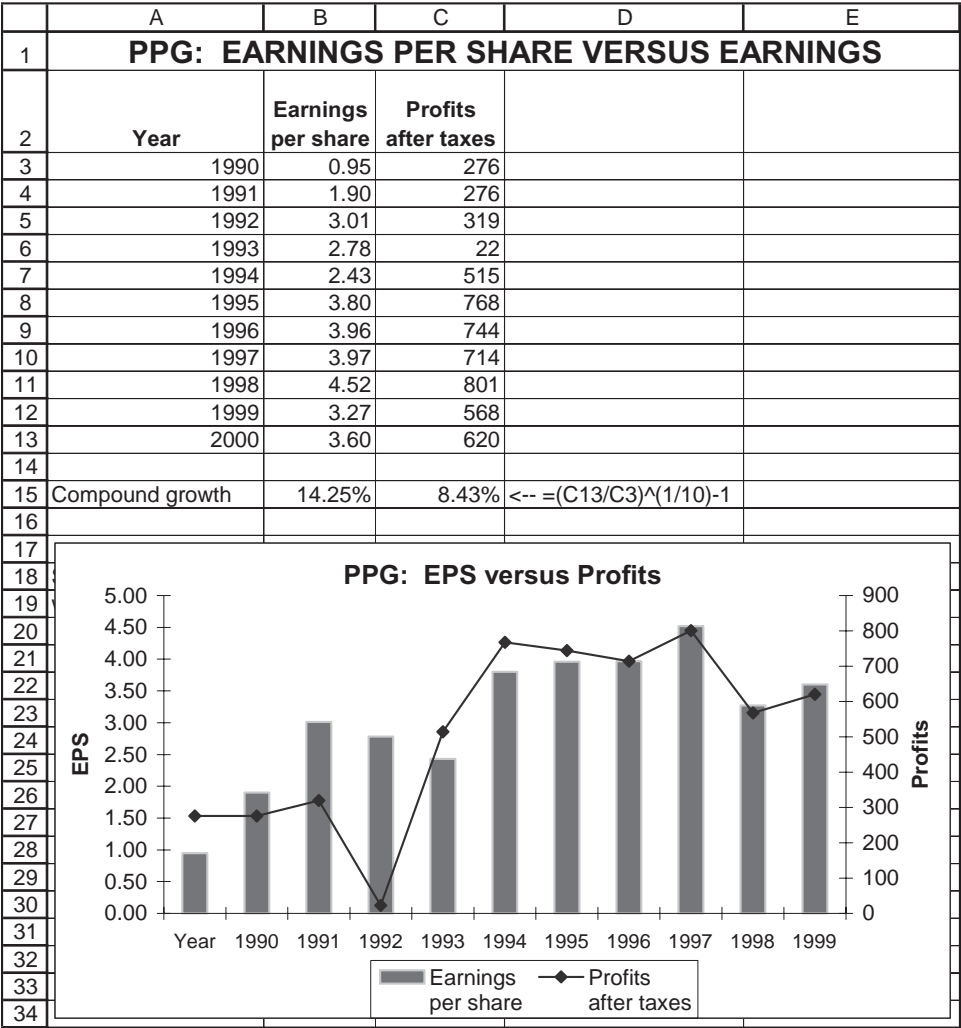 A B C D E
1 PPG: EARNINGS PER SHARE VERSUS EARNINGS
Earnings Profits
2 Year per share after taxes
3 1990 0.95 276
4 1991 1.90 276
5 1992 3.01 319
6 1993 2.78 22
7 1994 2.43 515
8 1995 3.80 768
9 1996 3.96 744
10 1997 3.97 714
11 1998 4.52 801
12 1999 3.27 568
13 2000 3.60 620
14
15 Compound growth 14.25% 8.43% <-- =(C13/C3)^(1/10)-1
16
17
18
19
20
21
22
23
24
25
26
27
28
29
30
31
32
33
34
PPG: EPS versus Profits
5.00 900
4.50 800
4.00 700
3.50 600
3.00 500
2.50 400
2.00 300
1.50 200
1.00 100
0.50 0
0.00
EPS
Profits
Year 1990 1991 1992 1993 1994 1995 1996 1997 1998 1999
Earnings Profits
per share after taxes